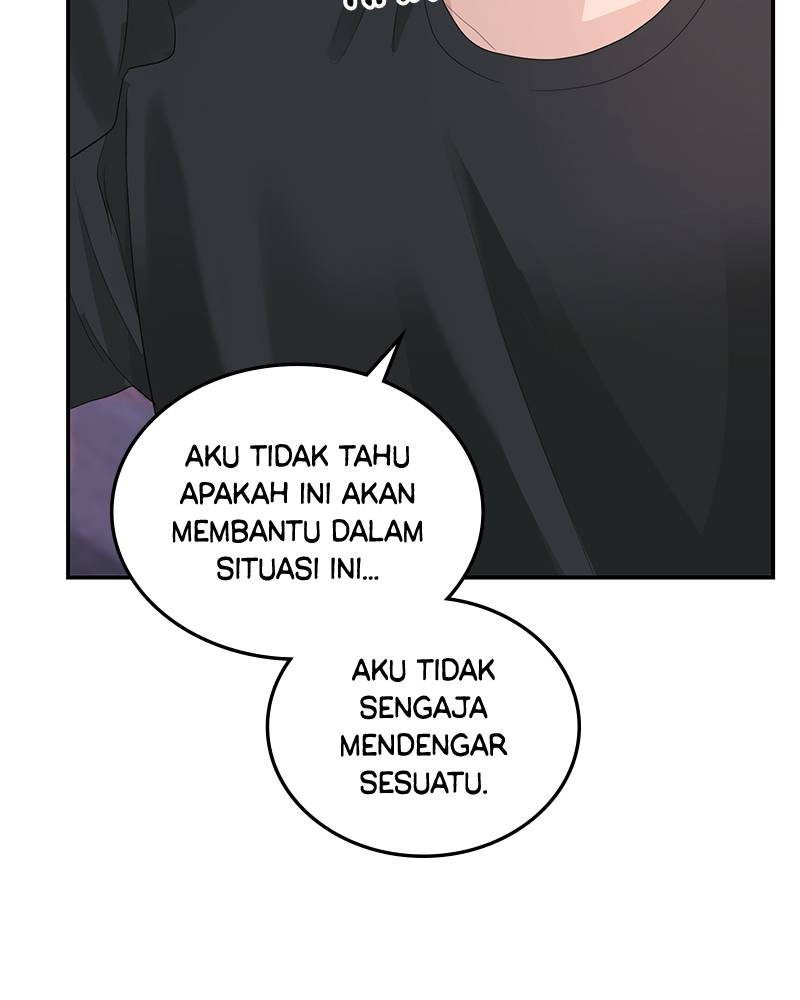 AKU TIDAK TAHU
APAKAH INI AKAN
MEMBANTU DALAM
SITUASI INI...
AKU TIDAK
SENGAJA
MENDENGAR
SESUATU.